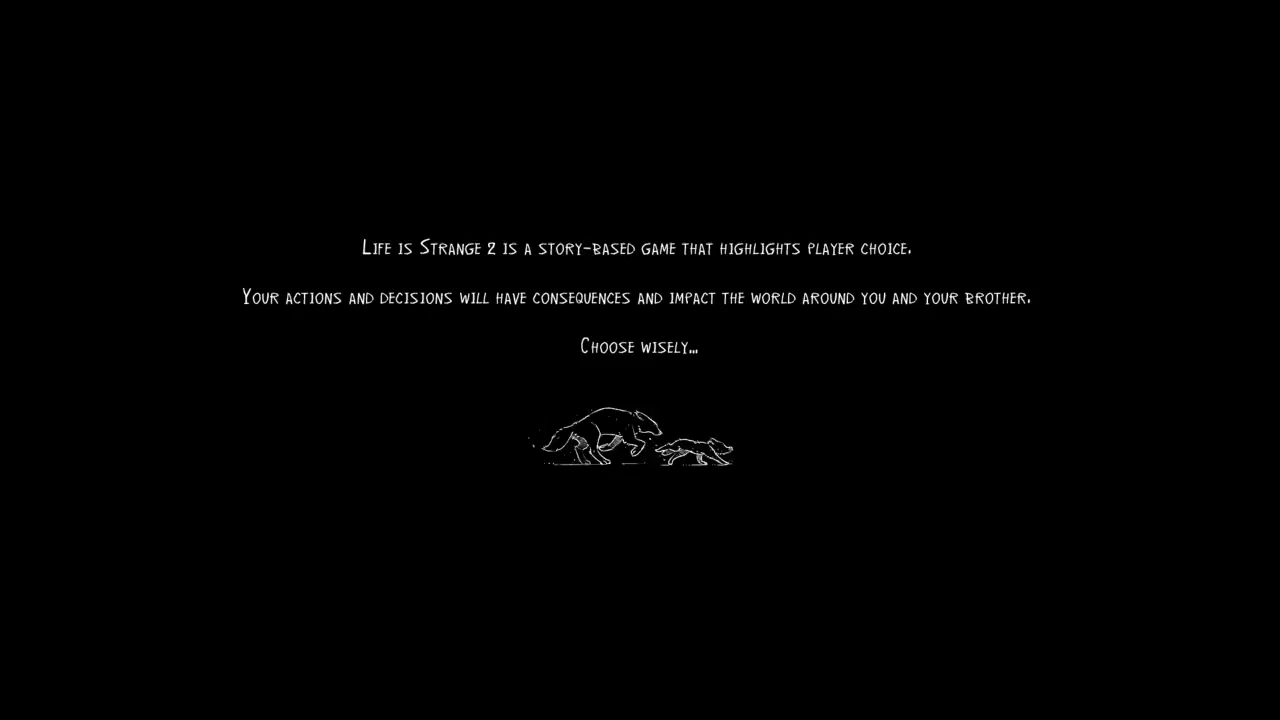 Life is Strange 2 is a story-based game that highlights player choice.
Your actions and decisions will have consequences and impact the world around you and your brother.
Choose wisely...